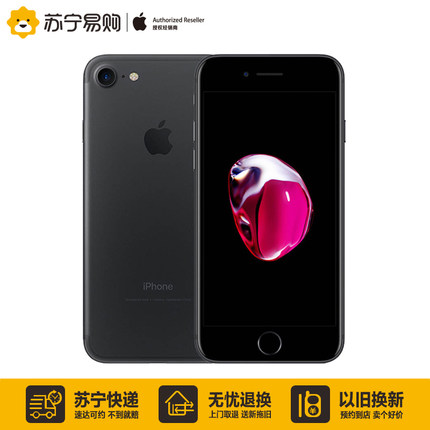 苏宁易购
Authorized Reseller
授权经销商
iPhone
苏宁快递
速达可约 不到就赔
无忧退换
上门取退 送新拖旧
以旧换新
预约到店 卖个好价